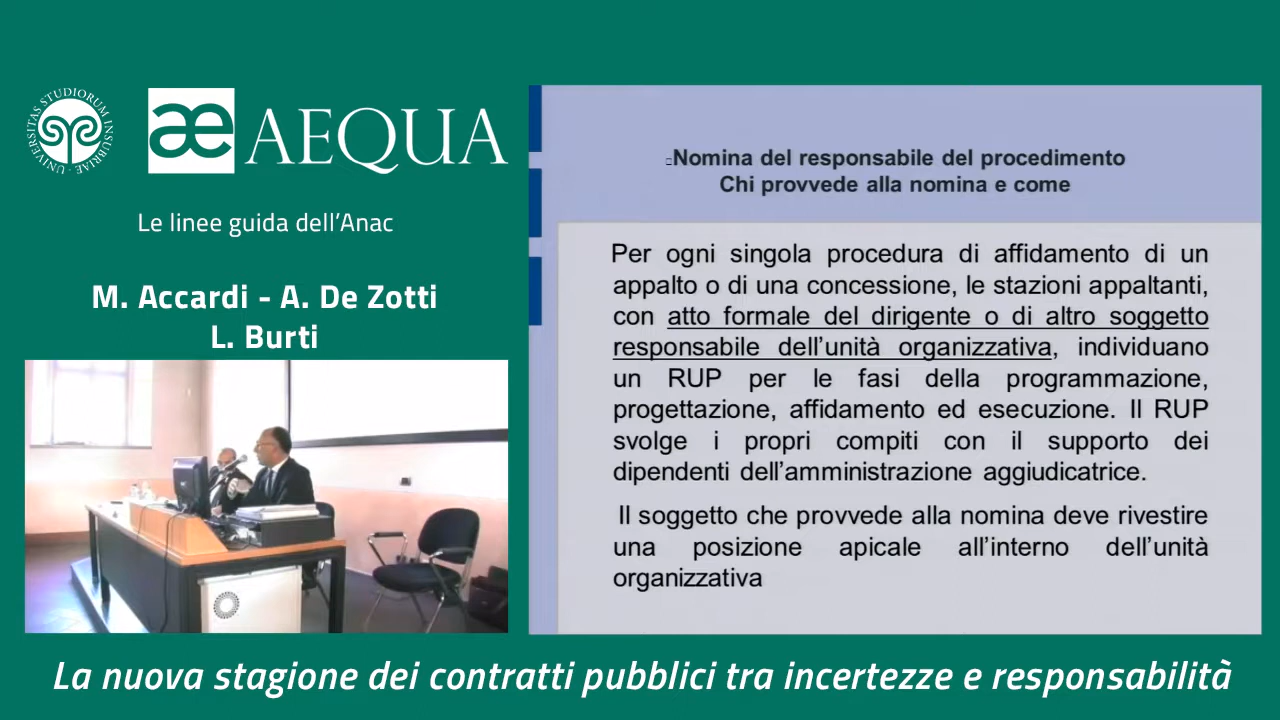 UNIVERSITAS STUDIORUM INSUBRIAE
æ AEQUA
Le linee guida dell'Anac
M. Accardi - A. De Zotti
L. Burti
Nomina del responsabile del procedimento
Chi provvede alla nomina e come
Per ogni singola procedura di affidamento di un
appalto o di una concessione, le stazioni appaltanti,
con atto formale del dirigente o di altro soggetto
responsabile dell'unità organizzativa, individuano
un RUP per le fasi della programmazione,
progettazione, affidamento ed esecuzione. Il RUP
svolge i propri compiti con il supporto dei
dipendenti dell'amministrazione aggiudicatrice.
Il soggetto che provvede alla nomina deve rivestire
una posizione apicale all'interno dell'unità
organizzativa
La nuova stagione dei contratti pubblici tra incertezze e responsabilità